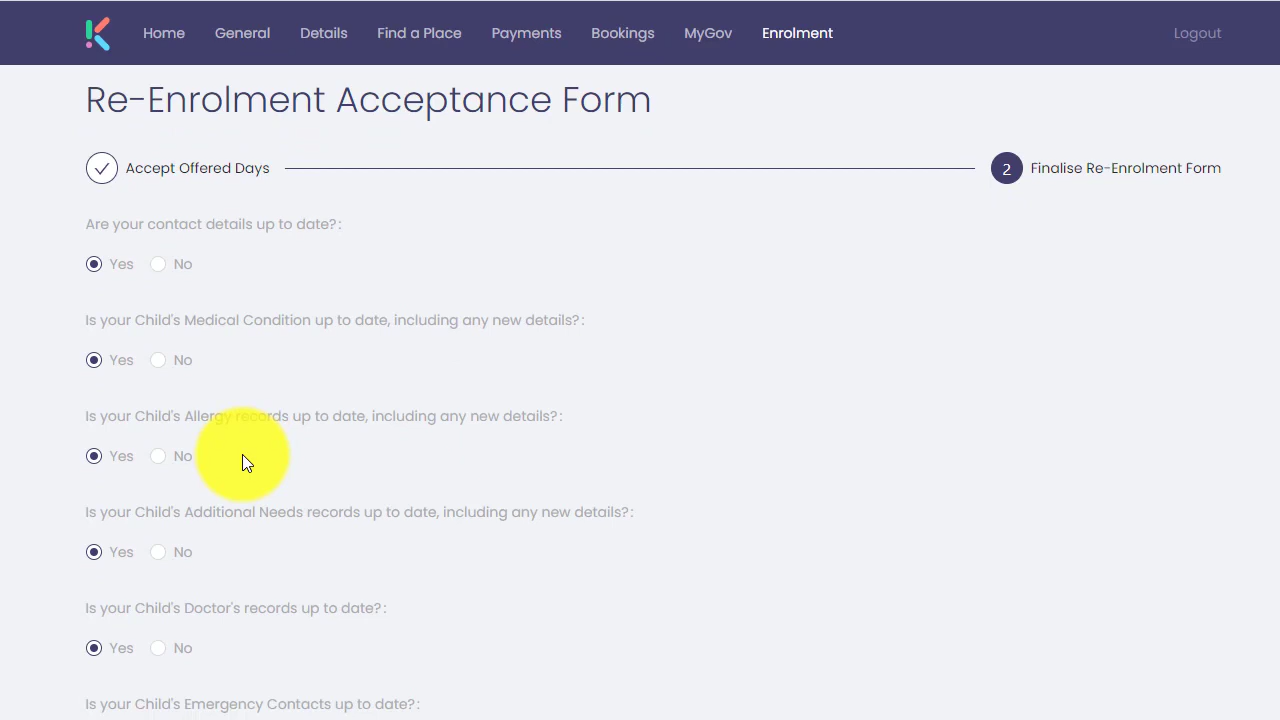 Home General Details Find a Place Payments Bookings MyGov Enrolment Logout
Re-Enrolment Acceptance Form
Accept Offered Days 2 Finalise Re-Enrolment Form
Are your contact details up to date?:
Yes No
Is your Child's Medical Condition up to date, including any new details?:
Yes No
Is your Child's Allergy records up to date, including any new details?:
Yes No
Is your Child's Additional Needs records up to date, including any new details?:
Yes No
Is your Child's Doctor's records up to date?:
Yes No
Is your Child's Emergency Contacts up to date?: